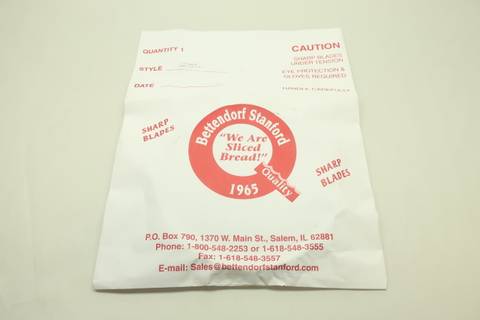 QUANTITY 1
CAUTION
SHARP BLADES
UNDER TENSION
STYLE
EYE PROTECTION &
GLOVES REQUIRED
DATE
SHARP
BLADES
Bettendorf Stanford
"We Are
Sliced
Bread!"
Quality
1965
SHARP
BLADES
P.O. Box 790, 1370 W. Main St., Salem, IL 62881
Phone: 1-800-548-2253 or 1-618-548-3555
Fax: 1-618-548-3557
E-mail: Sales@bettendorfstanford.com